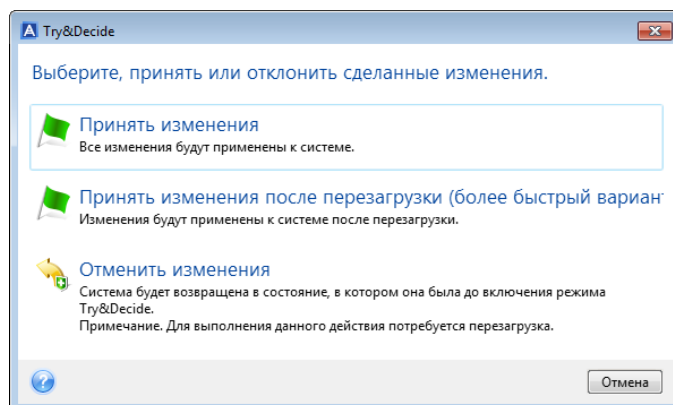 Try&Decide
Выберите, принять или отклонить сделанные изменения.
Принять изменения
Все изменения будут применены к системе.
Принять изменения после перезагрузки (более быстрый вариант
Изменения будут применены к системе после перезагрузки.
Отменить изменения
Система будет возвращена в состояние, в котором она была до включения режима
Try&Decide.
Примечание. Для выполнения данного действия потребуется перезагрузка.
Отмена